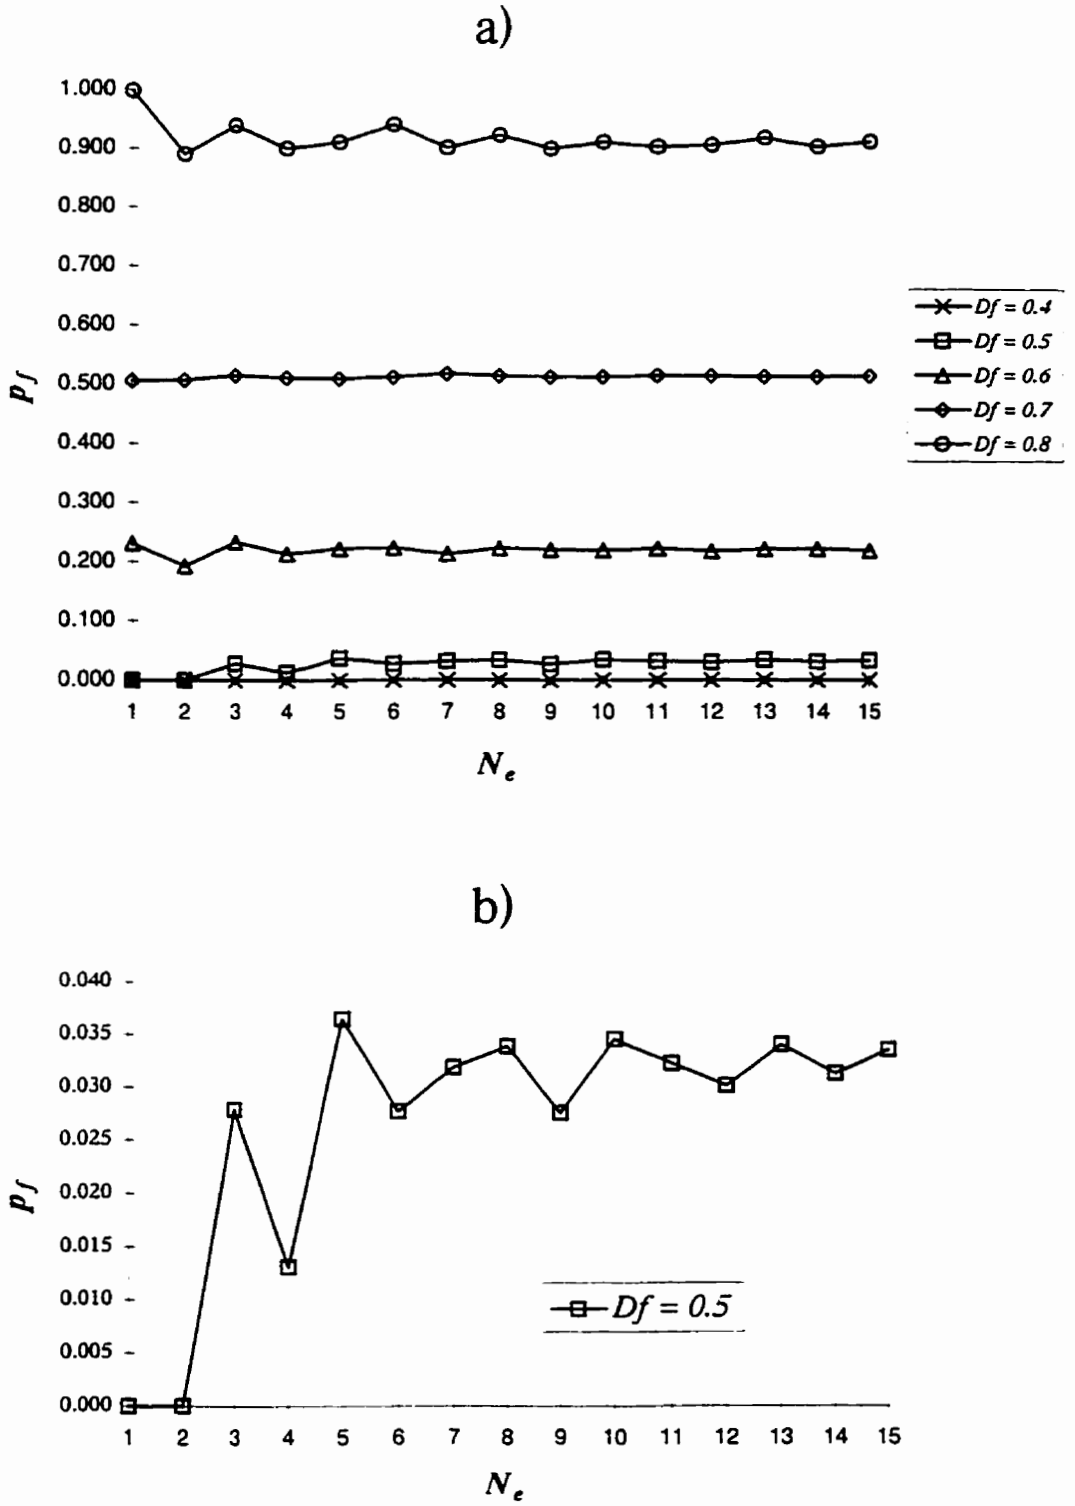 a)
1.000
0.900
0.800
0.700
0.600
0.500
0.400
0.300
0.200
0.100
0.000
p_f
1 2 3 4 5 6 7 8 9 10 11 12 13 14 15
N_e
Df = 0.4
Df = 0.5
Df = 0.6
Df = 0.7
Df = 0.8
b)
0.040
0.035
0.030
0.025
0.020
0.015
0.010
0.005
0.000
p_f
1 2 3 4 5 6 7 8 9 10 11 12 13 14 15
N_e
Df = 0.5